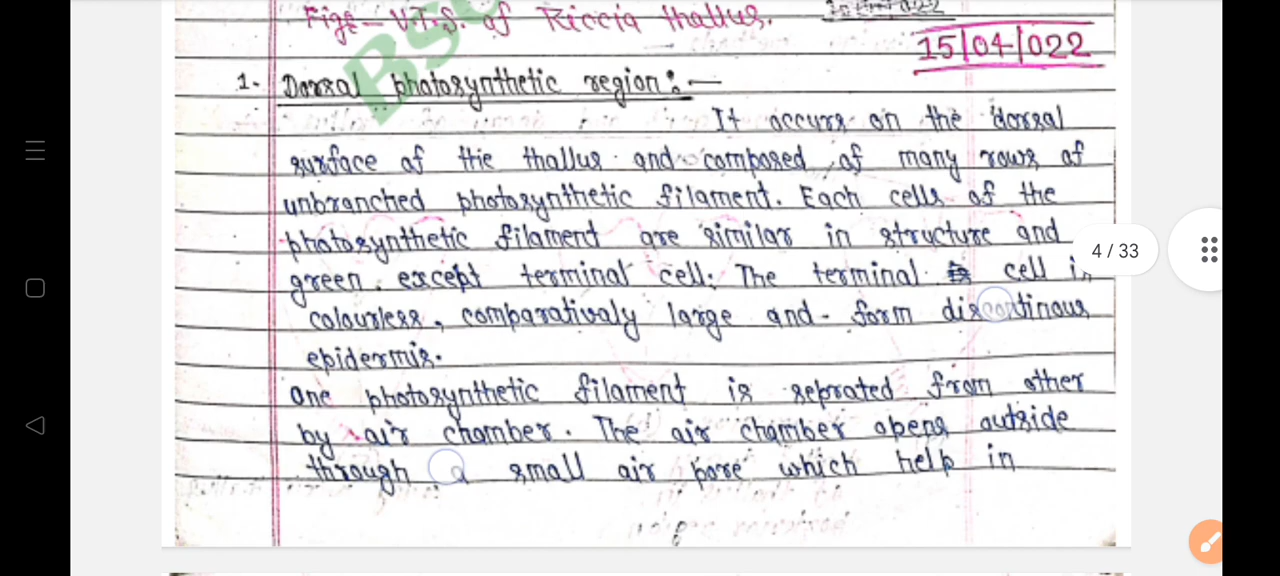 Fig:- V.T.S. of Riccia thallus.
15/04/022
BS
1- Dorsal photosynthetic region:-
It occurs on the dorsal
surface of the thallus and composed of many rows of
unbranched photosynthetic filament. Each cells of the
photosynthetic filament are similar in structure and
green. except terminal cell. The terminal cell is
colourless, comparativaly large and form discontinous
epidermis.
One photosynthetic filament is seprated from other
by air chamber. The air chamber opens outside
through a small air pore which help in
4 / 33